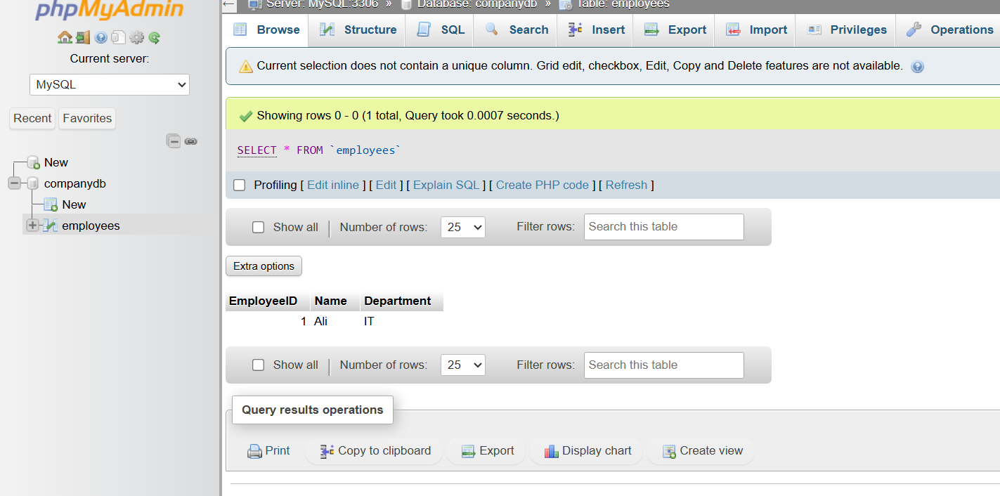 phpMyAdmin
Current server:
MySQL
Recent Favorites
New
companydb
New
employees
Server: MySQL:3306 » Database: companydb » Table: employees
Browse Structure SQL Search Insert Export Import Privileges Operations
Current selection does not contain a unique column. Grid edit, checkbox, Edit, Copy and Delete features are not available.
Showing rows 0 - 0 (1 total, Query took 0.0007 seconds.)
SELECT * FROM `employees`
Profiling [ Edit inline ] [ Edit ] [ Explain SQL ] [ Create PHP code ] [ Refresh ]
Show all | Number of rows: 25 Filter rows: Search this table
Extra options
EmployeeID Name Department
1 Ali IT
Show all | Number of rows: 25 Filter rows: Search this table
Query results operations
Print Copy to clipboard Export Display chart Create view